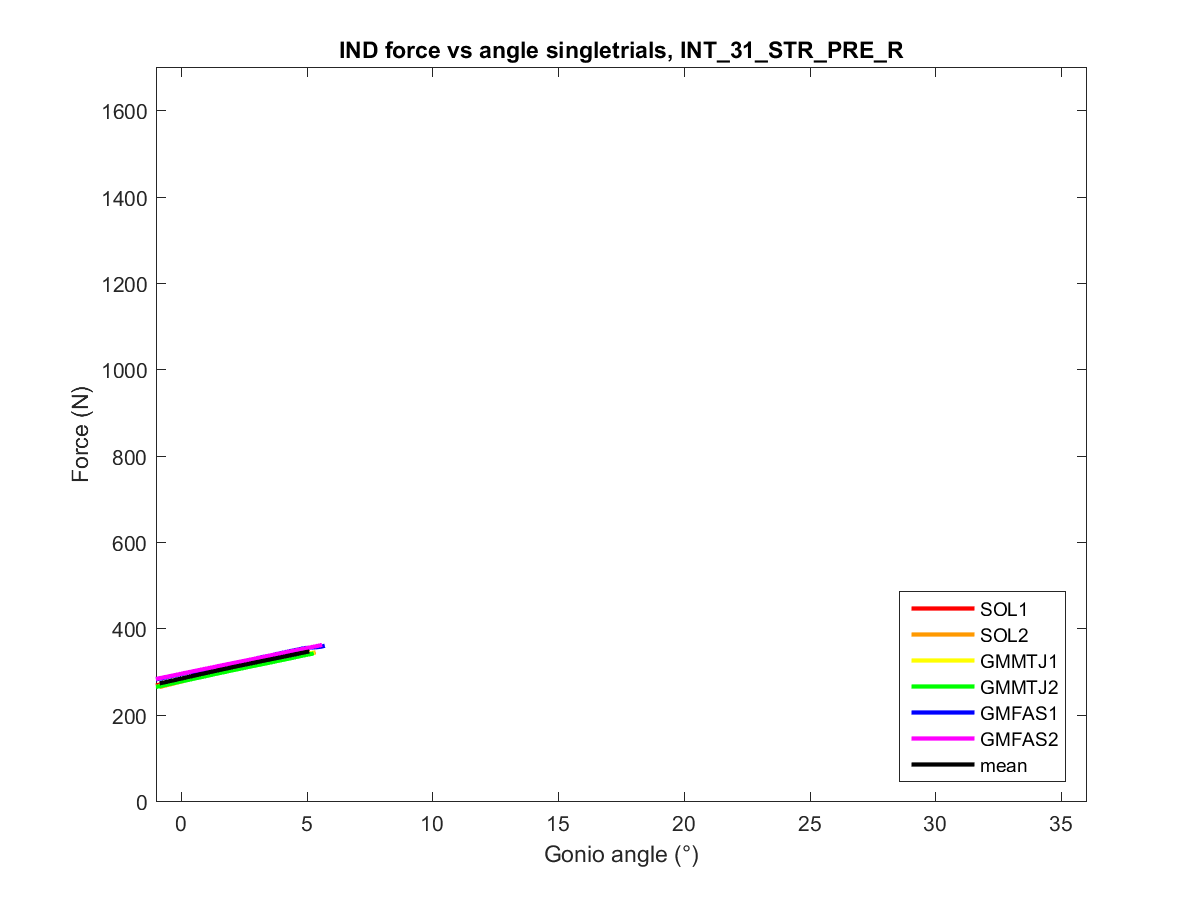 IND force vs angle singletrials, INT_31_STR_PRE_R
1600
1400
1200
1000
800
600
400
200
0
Force (N)
0 5 10 15 20 25 30 35
Gonio angle (°)
SOL1
SOL2
GMMTJ1
GMMTJ2
GMFAS1
GMFAS2
mean